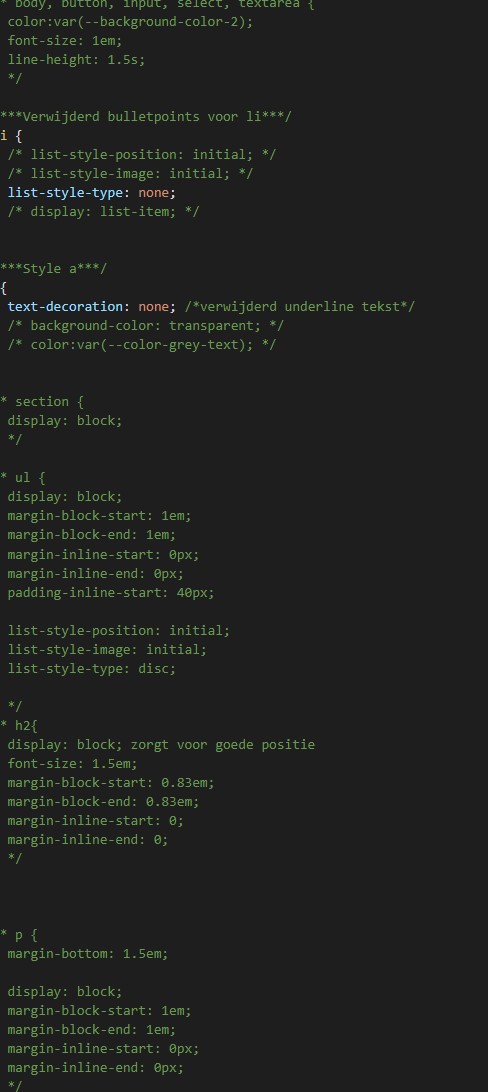 * body, button, input, select, textarea {
color:var(--background-color-2);
font-size: 1em;
line-height: 1.5s;
*/
***Verwijderd bulletpoints voor li***/
i {
/* list-style-position: initial; */
/* list-style-image: initial; */
list-style-type: none;
/* display: list-item; */
***Style a***/
{
text-decoration: none; /*verwijderd underline tekst*/
/* background-color: transparent; */
/* color:var(--color-grey-text); */
* section {
display: block;
*/
* ul {
display: block;
margin-block-start: 1em;
margin-block-end: 1em;
margin-inline-start: 0px;
margin-inline-end: 0px;
padding-inline-start: 40px;
list-style-position: initial;
list-style-image: initial;
list-style-type: disc;
*/
* h2{
display: block; zorgt voor goede positie
font-size: 1.5em;
margin-block-start: 0.83em;
margin-block-end: 0.83em;
margin-inline-start: 0;
margin-inline-end: 0;
*/
* p {
margin-bottom: 1.5em;
display: block;
margin-block-start: 1em;
margin-block-end: 1em;
margin-inline-start: 0px;
margin-inline-end: 0px;
*/